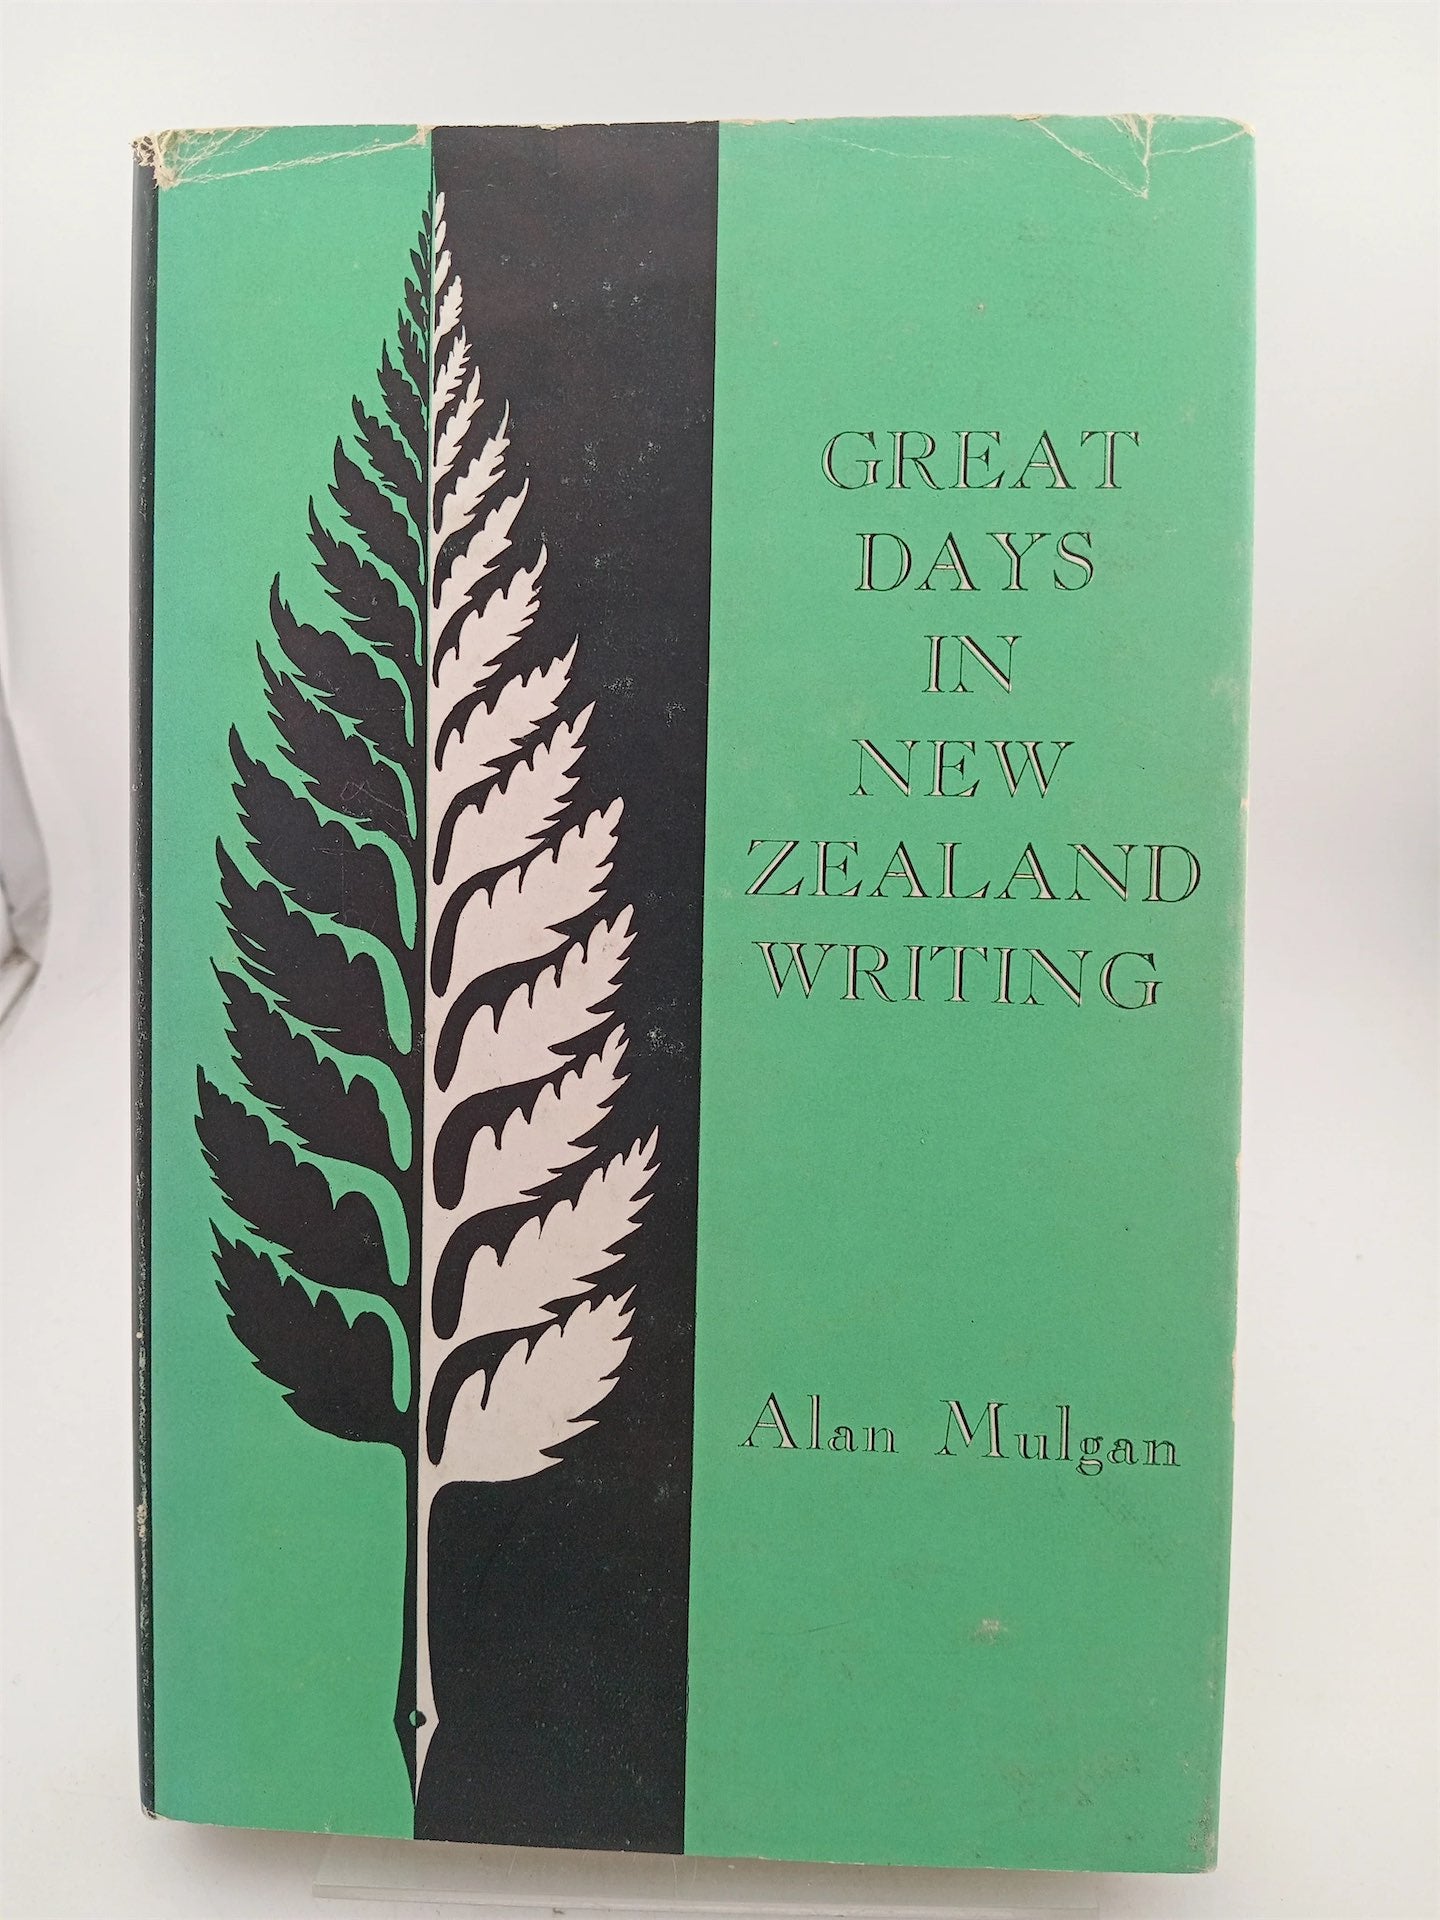 GREAT
DAYS
IN
NEW
ZEALAND
WRITING
Alan Mulgan